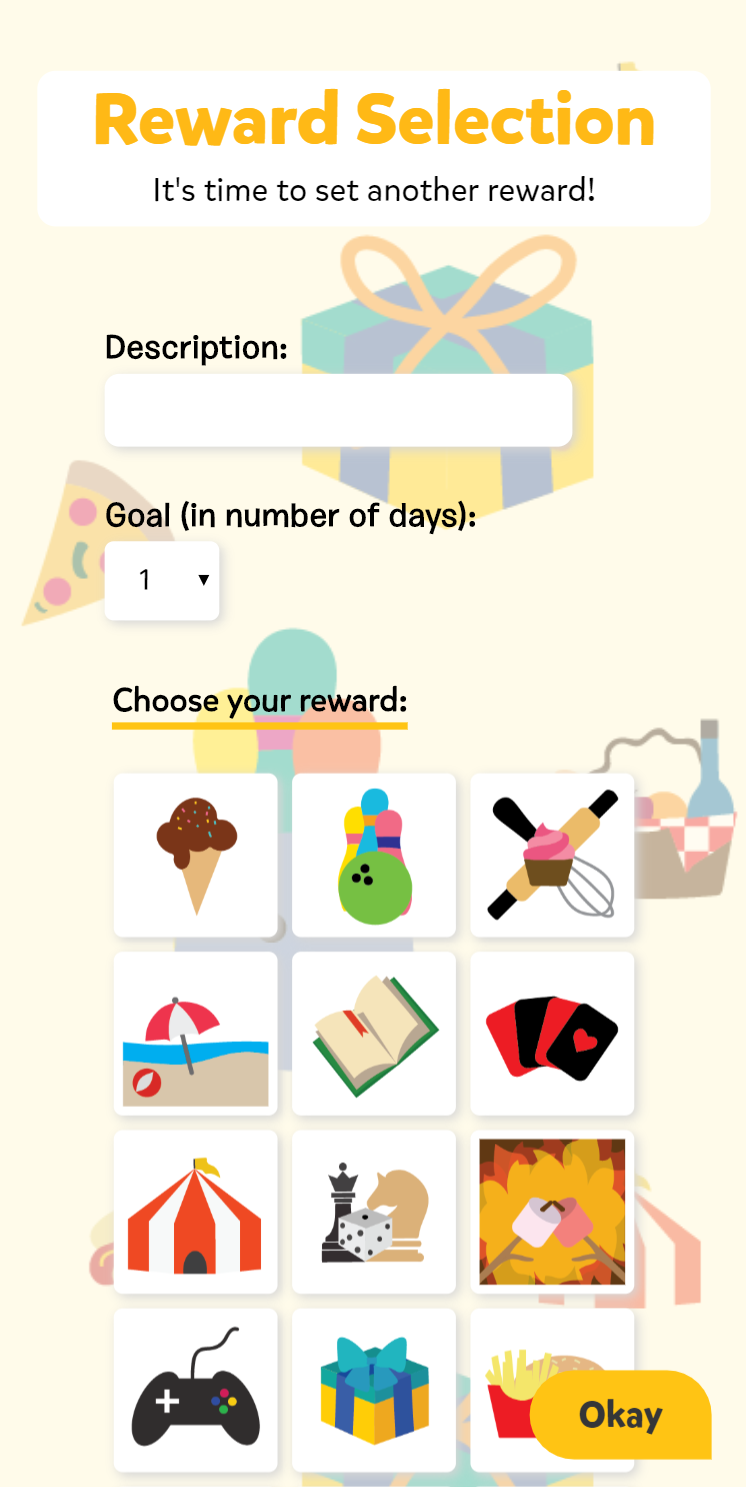 Reward Selection
It's time to set another reward!
Description:
Goal (in number of days):
1
Choose your reward:
Okay